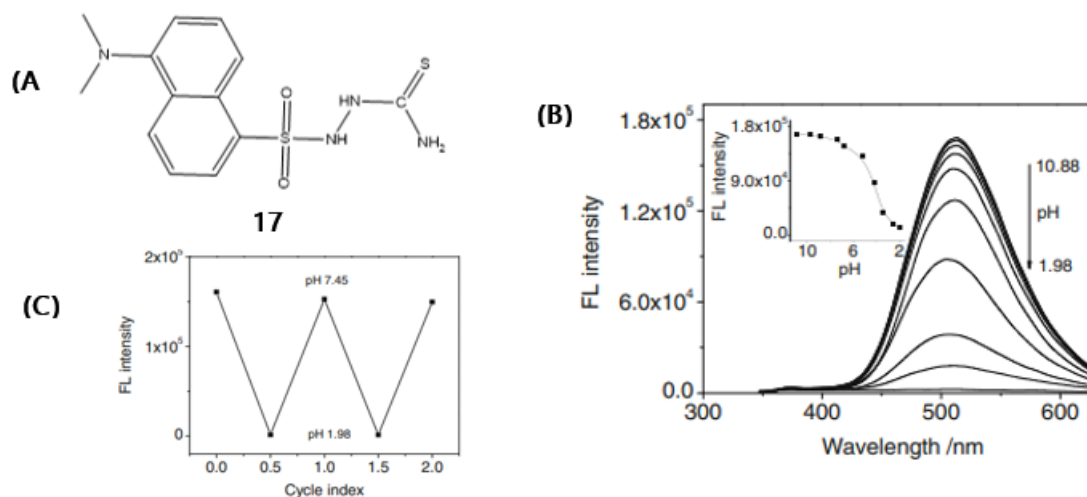 (A
N
O
S
O
NH
HN
C
S
NH2
17
(B)
FL intensity
1.8x10^5
1.2x10^5
6.0x10^4
0.0
300
400
500
600
Wavelength /nm
10.88
pH
1.98
FL intensity
1.8x10^5
9.0x10^4
0.0
10
6
2
pH
(C)
FL intensity
2x10^5
1x10^5
0
pH 7.45
pH 1.98
0.0
0.5
1.0
1.5
2.0
Cycle index